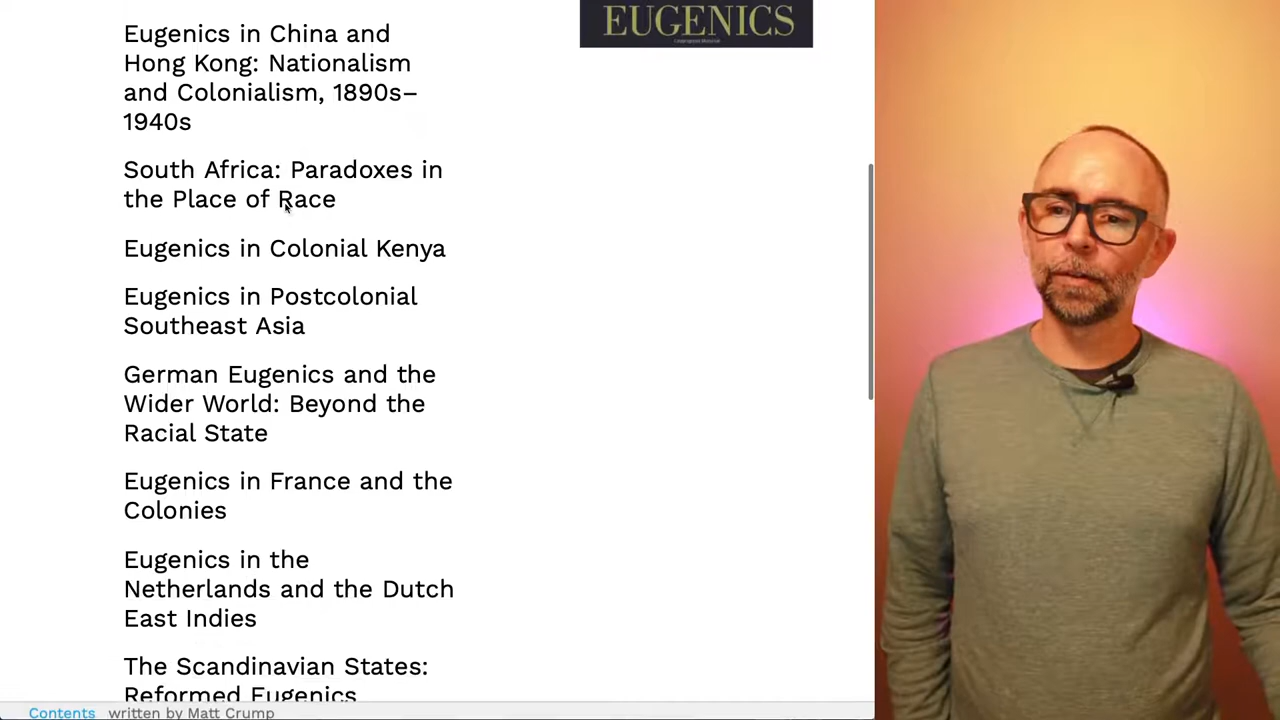 EUGENICS
Eugenics in China and
Hong Kong: Nationalism
and Colonialism, 1890s–
1940s
South Africa: Paradoxes in
the Place of Race
Eugenics in Colonial Kenya
Eugenics in Postcolonial
Southeast Asia
German Eugenics and the
Wider World: Beyond the
Racial State
Eugenics in France and the
Colonies
Eugenics in the
Netherlands and the Dutch
East Indies
The Scandinavian States:
Reformed Eugenics
Contents written by Matt Crump